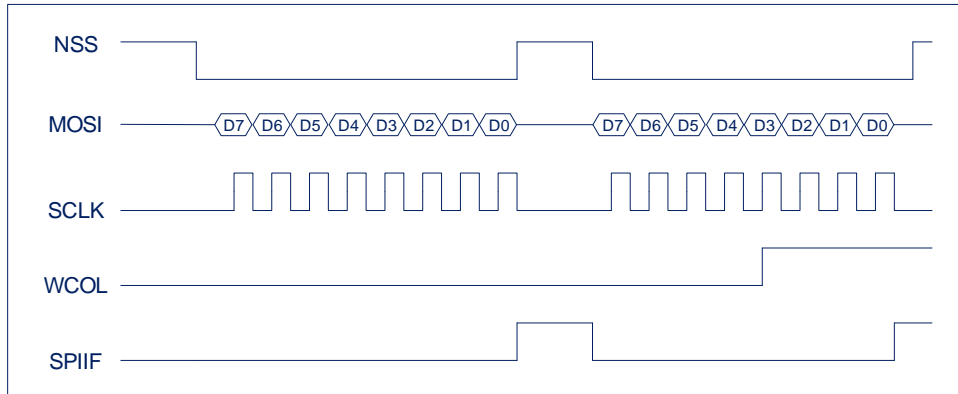 NSS
MOSI D7 D6 D5 D4 D3 D2 D1 D0 D7 D6 D5 D4 D3 D2 D1 D0
SCLK
WCOL
SPIIF